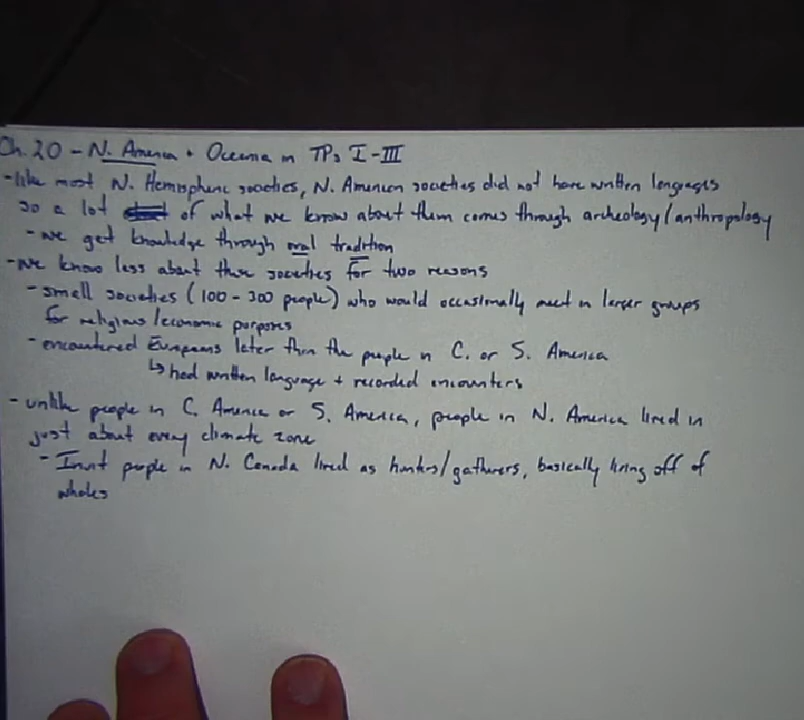 Ch. 20 - N. America + Oceania in TPs I-III
- like most N. Hemispheric societies, N. American societies did not have written languages
so a lot of what we know about them comes through archeology/anthropology
- we get knowledge through oral tradition
- we know less about these societies for two reasons
- small societies (100-300 people) who would occasionally meet in larger groups
for religious/economic purposes
- encountered Europeans later than the people in C. or S. America
↳ had written language + recorded encounters
- unlike people in C. America or S. America, people in N. America lived in
just about every climate zone
- Inuit people in N. Canada lived as hunters/gatherers, basically living off of
whales